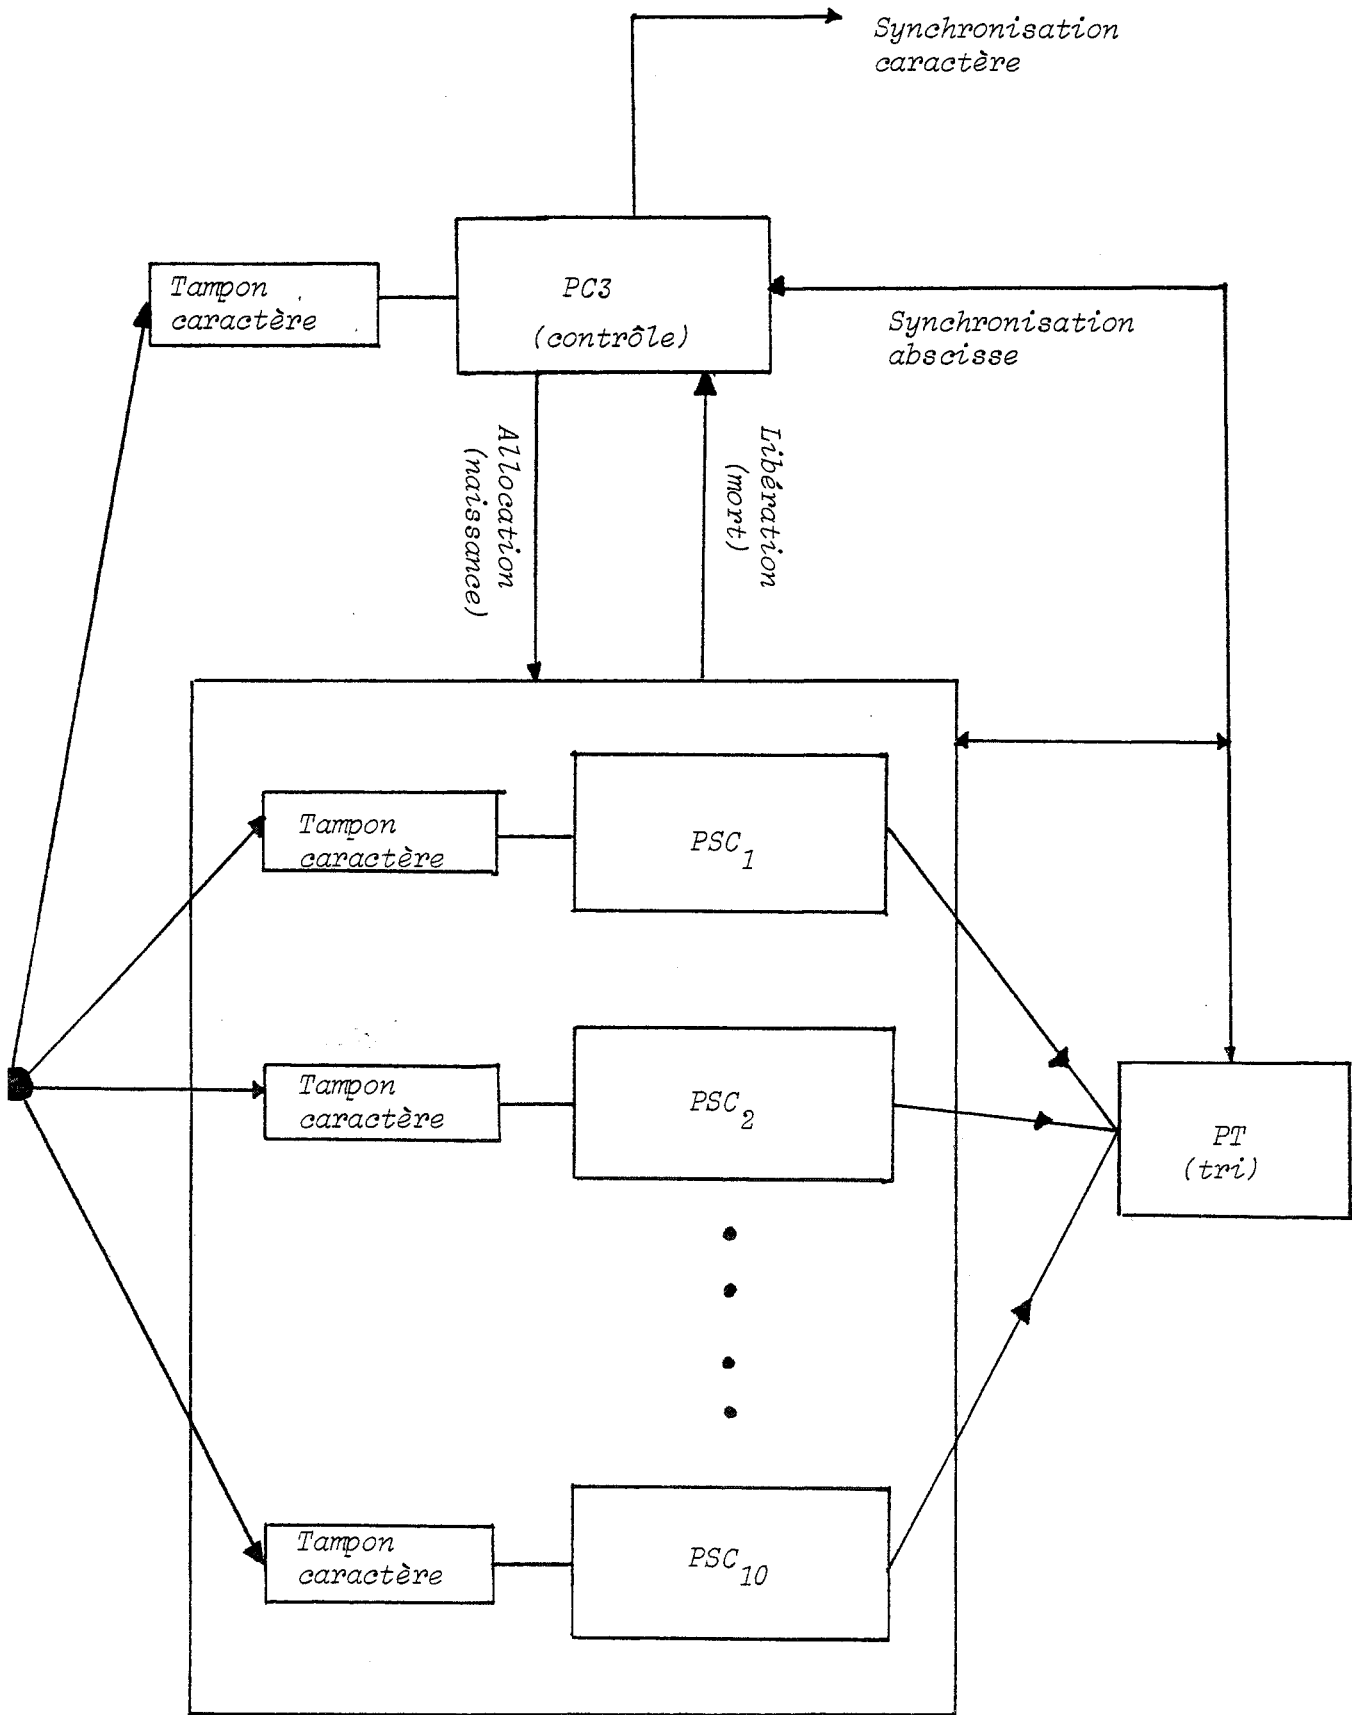 Synchronisation
caractère
Tampon
caractère
PC3
(contrôle)
Synchronisation
abscisse
Allocation
(naissance)
Libération
(mort)
Tampon
caractère
PSC1
Tampon
caractère
PSC2
PT
(tri)
Tampon
caractère
PSC10